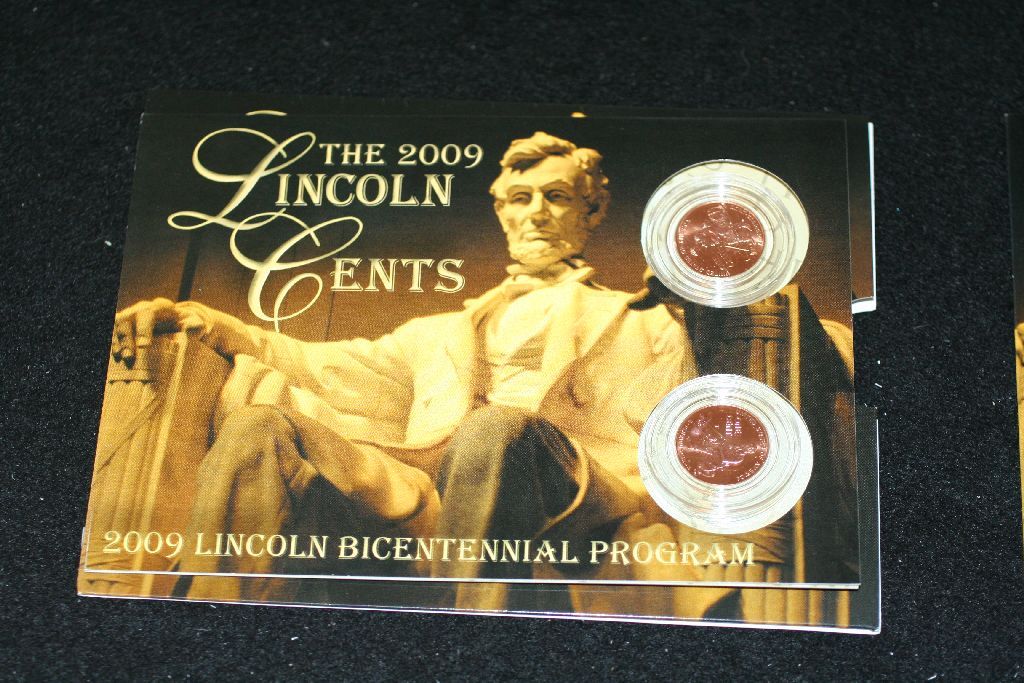 THE 2009
LINCOLN
CENTS
2009 LINCOLN BICENTENNIAL PROGRAM